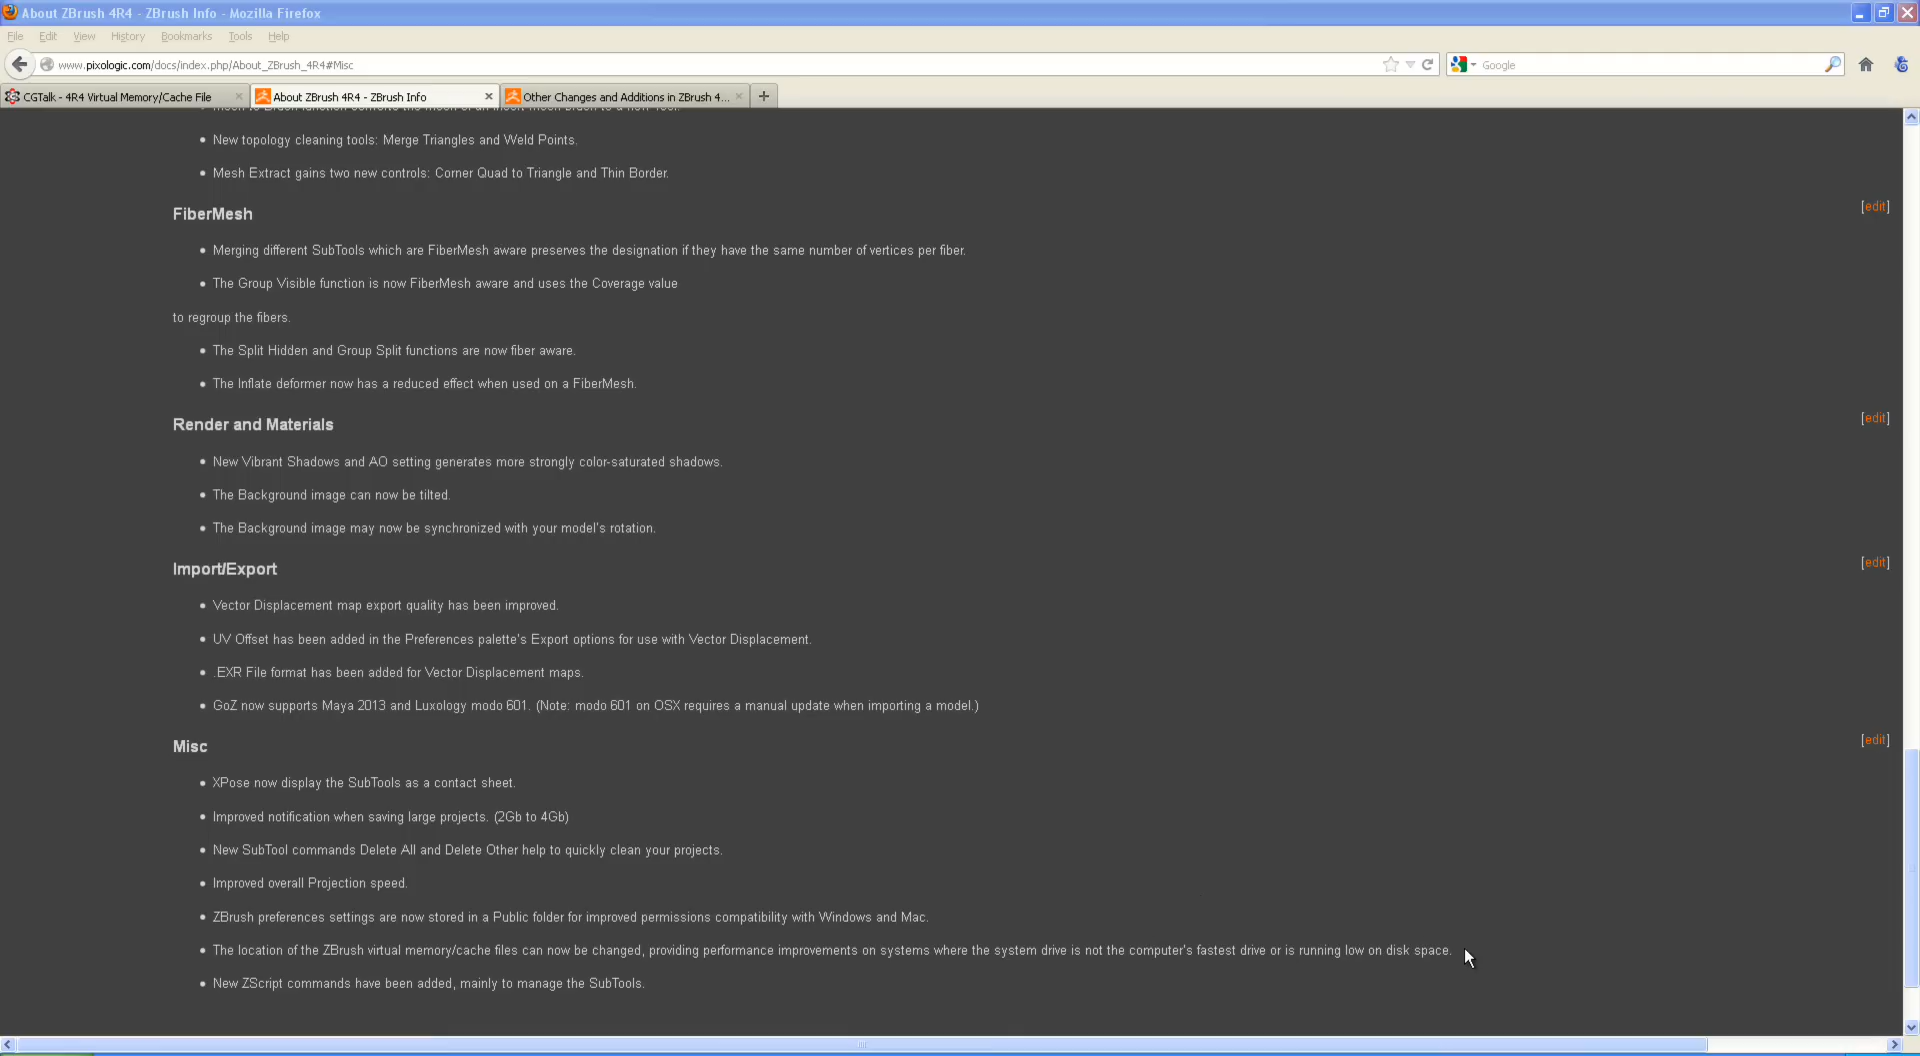 About ZBrush 4R4 - ZBrush Info - Mozilla Firefox
File Edit View History Bookmarks Tools Help
www.pixologic.com/docs/index.php/About_ZBrush_4R4#Misc
Google
CGTalk - 4R4 Virtual Memory/Cache File
About ZBrush 4R4 - ZBrush Info
Other Changes and Additions in ZBrush 4...
New topology cleaning tools: Merge Triangles and Weld Points.
Mesh Extract gains two new controls: Corner Quad to Triangle and Thin Border.
FiberMesh [edit]
Merging different SubTools which are FiberMesh aware preserves the designation if they have the same number of vertices per fiber.
The Group Visible function is now FiberMesh aware and uses the Coverage value
to regroup the fibers.
The Split Hidden and Group Split functions are now fiber aware.
The Inflate deformer now has a reduced effect when used on a FiberMesh.
Render and Materials [edit]
New Vibrant Shadows and AO setting generates more strongly color-saturated shadows.
The Background image can now be tilted.
The Background image may now be synchronized with your model's rotation.
Import/Export [edit]
Vector Displacement map export quality has been improved.
UV Offset has been added in the Preferences palette's Export options for use with Vector Displacement.
.EXR File format has been added for Vector Displacement maps.
GoZ now supports Maya 2013 and Luxology modo 601. (Note: modo 601 on OSX requires a manual update when importing a model.)
Misc [edit]
XPose now display the SubTools as a contact sheet.
Improved notification when saving large projects. (2Gb to 4Gb)
New SubTool commands Delete All and Delete Other help to quickly clean your projects.
Improved overall Projection speed.
ZBrush preferences settings are now stored in a Public folder for improved permissions compatibility with Windows and Mac.
The location of the ZBrush virtual memory/cache files can now be changed, providing performance improvements on systems where the system drive is not the computer's fastest drive or is running low on disk space.
New ZScript commands have been added, mainly to manage the SubTools.